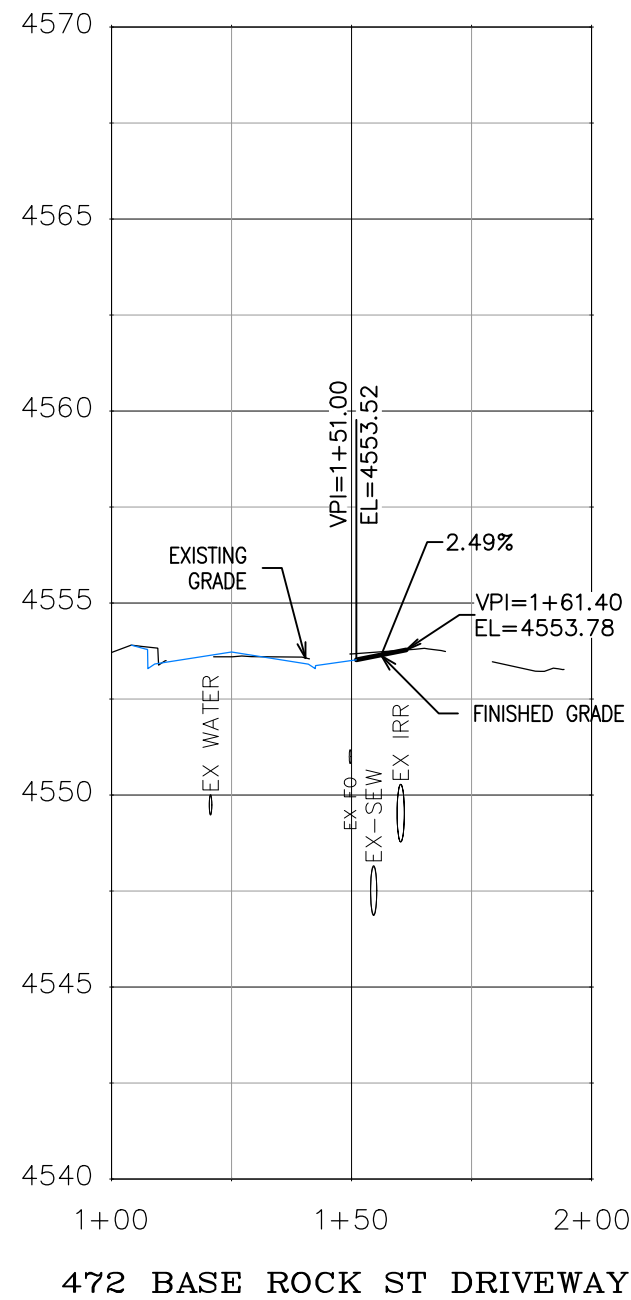 4570
4565
4560
VPI=1+51.00
EL=4553.52
EXISTING
GRADE
2.49%
4555
VPI=1+61.40
EL=4553.78
FINISHED GRADE
EX WATER
EX FO
EX-SEW
EX IRR
4550
4545
4540
1+00
1+50
2+00
472 BASE ROCK ST DRIVEWAY